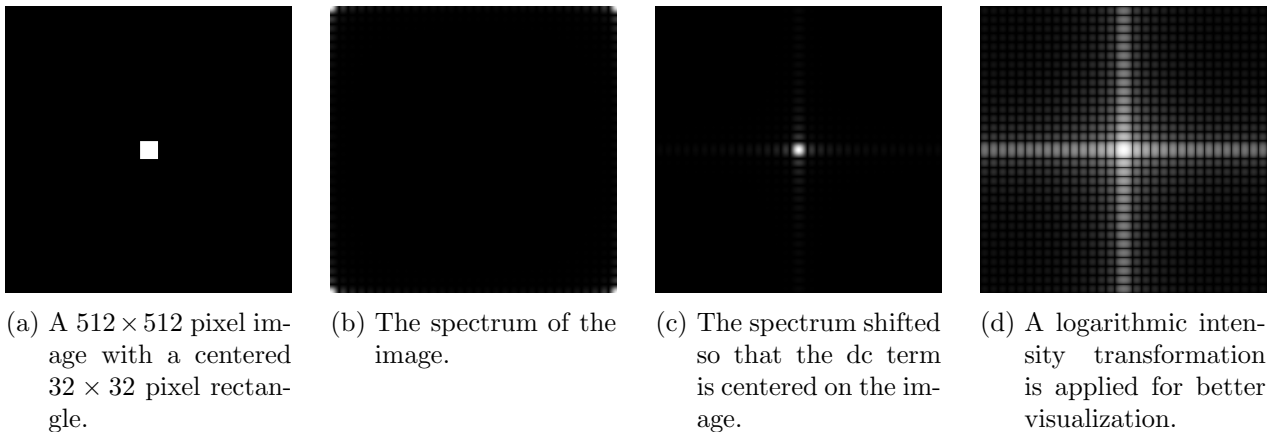 (a) A 512×512 pixel im-
age with a centered
32 × 32 pixel rectan-
gle.
(b) The spectrum of the
image.
(c) The spectrum shifted
so that the dc term
is centered on the im-
age.
(d) A logarithmic inten-
sity transformation
is applied for better
visualization.